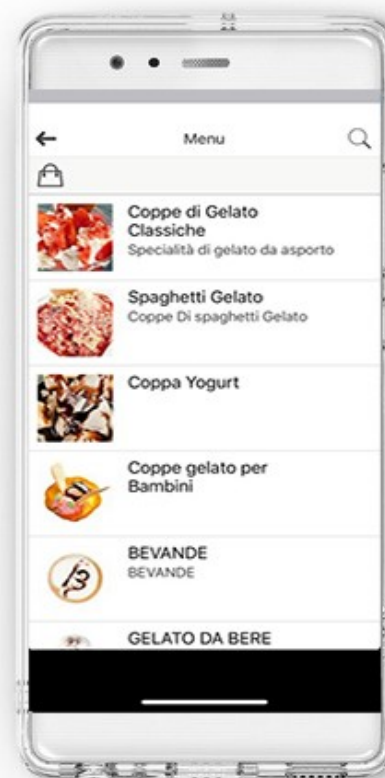 Menu
Coppe di Gelato
Classiche
Specialità di gelato da asporto
Spaghetti Gelato
Coppe Di spaghetti Gelato
Coppa Yogurt
Coppe gelato per
Bambini
BEVANDE
BEVANDE
GELATO DA BERE